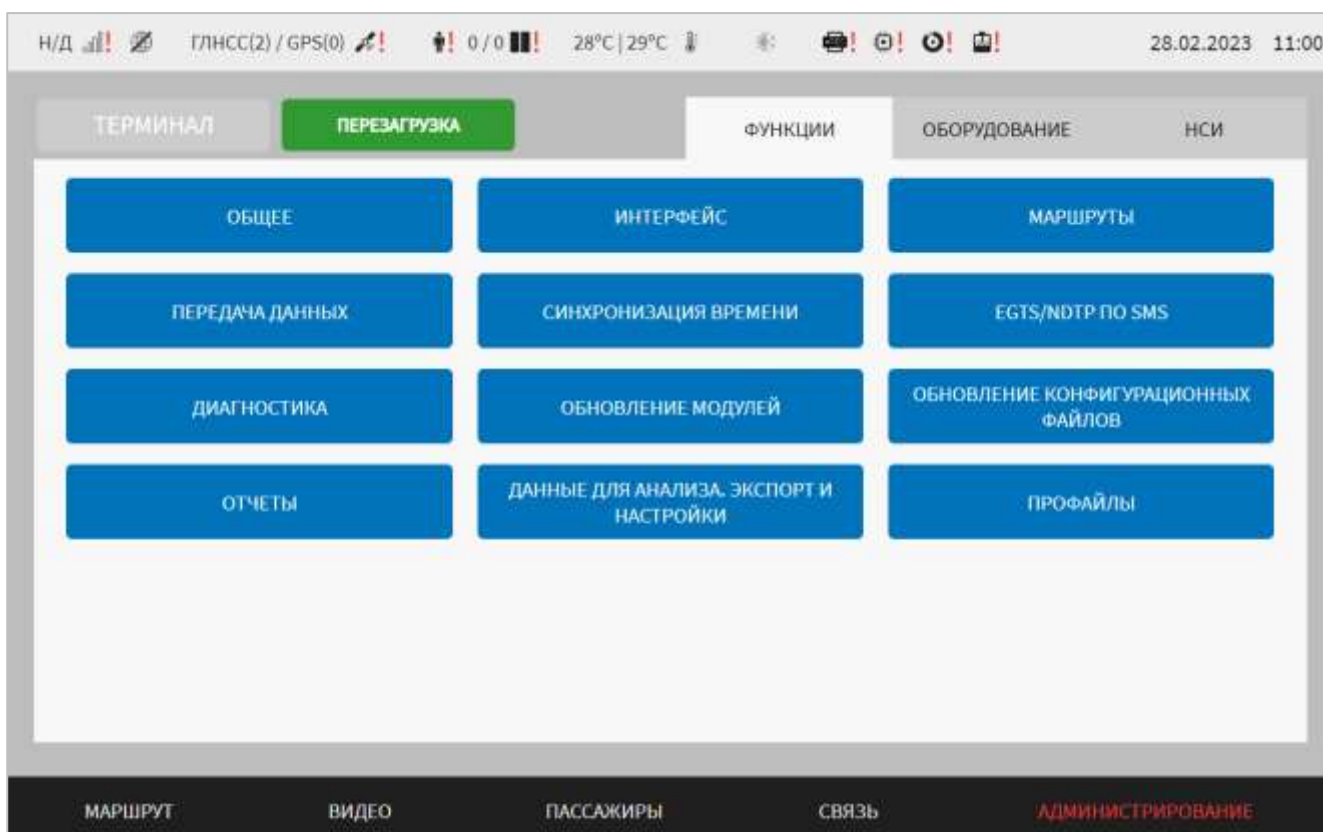 Н/Д ! ГЛНСС(2) / GPS(0) ! ! 0 / 0 ! 28°C | 29°C ! ! ! ! 28.02.2023 11:00
ТЕРМИНАЛ ПЕРЕЗАГРУЗКА ФУНКЦИИ ОБОРУДОВАНИЕ НСИ
ОБЩЕЕ ИНТЕРФЕЙС МАРШРУТЫ
ПЕРЕДАЧА ДАННЫХ СИНХРОНИЗАЦИЯ ВРЕМЕНИ EGTS/NDTP ПО SMS
ДИАГНОСТИКА ОБНОВЛЕНИЕ МОДУЛЕЙ ОБНОВЛЕНИЕ КОНФИГУРАЦИОННЫХ
ФАЙЛОВ
ОТЧЕТЫ ДАННЫЕ ДЛЯ АНАЛИЗА. ЭКСПОРТ И
НАСТРОЙКИ
ПРОФАЙЛЫ
МАРШРУТ ВИДЕО ПАССАЖИРЫ СВЯЗЬ АДМИНИСТРИРОВАНИЕ